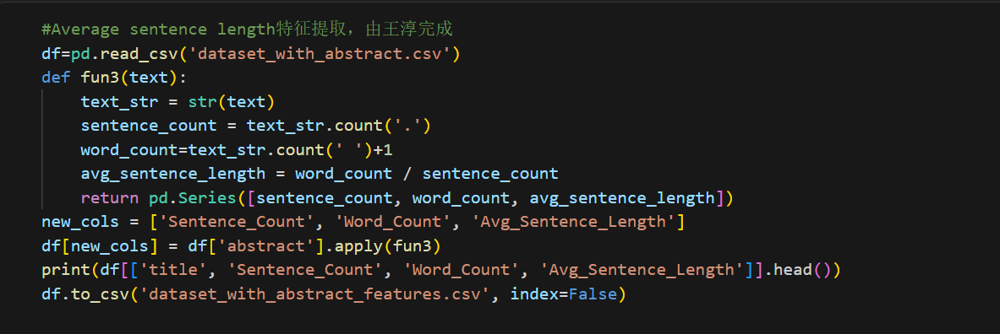 #Average sentence length特征提取，由王淳完成
df=pd.read_csv('dataset_with_abstract.csv')
def fun3(text):
    text_str = str(text)
    sentence_count = text_str.count('.')
    word_count=text_str.count(' ')+1
    avg_sentence_length = word_count / sentence_count
    return pd.Series([sentence_count, word_count, avg_sentence_length])
new_cols = ['Sentence_Count', 'Word_Count', 'Avg_Sentence_Length']
df[new_cols] = df['abstract'].apply(fun3)
print(df[['title', 'Sentence_Count', 'Word_Count', 'Avg_Sentence_Length']].head())
df.to_csv('dataset_with_abstract_features.csv', index=False)